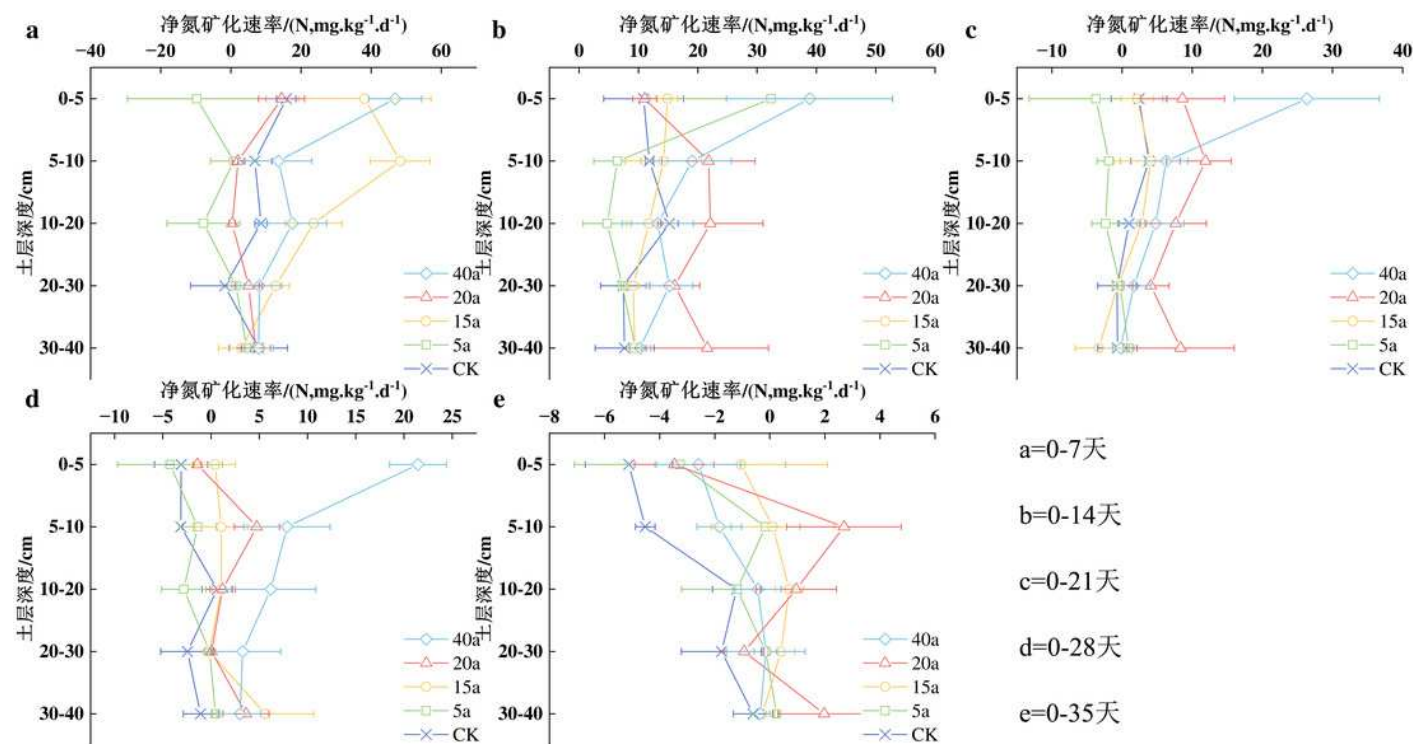 a
净氮矿化速率/(N,mg.kg⁻¹.d⁻¹)
−40 −20 0 20 40 60
0-5
5-10
10-20
20-30
30-40
土层深度/cm
40a
20a
15a
5a
CK
b
净氮矿化速率/(N,mg.kg⁻¹.d⁻¹)
0 10 20 30 40 50 60
0-5
5-10
10-20
20-30
30-40
土层深度/cm
40a
20a
15a
5a
CK
c
净氮矿化速率/(N,mg.kg⁻¹.d⁻¹)
−10 0 10 20 30 40
0-5
5-10
10-20
20-30
30-40
土层深度/cm
40a
20a
15a
5a
CK
d
净氮矿化速率/(N,mg.kg⁻¹.d⁻¹)
−10 −5 0 5 10 15 20 25
0-5
5-10
10-20
20-30
30-40
土层深度/cm
40a
20a
15a
5a
CK
e
净氮矿化速率/(N,mg.kg⁻¹.d⁻¹)
−8 −6 −4 −2 0 2 4 6
0-5
5-10
10-20
20-30
30-40
土层深度/cm
40a
20a
15a
5a
CK
a=0-7天
b=0-14天
c=0-21天
d=0-28天
e=0-35天